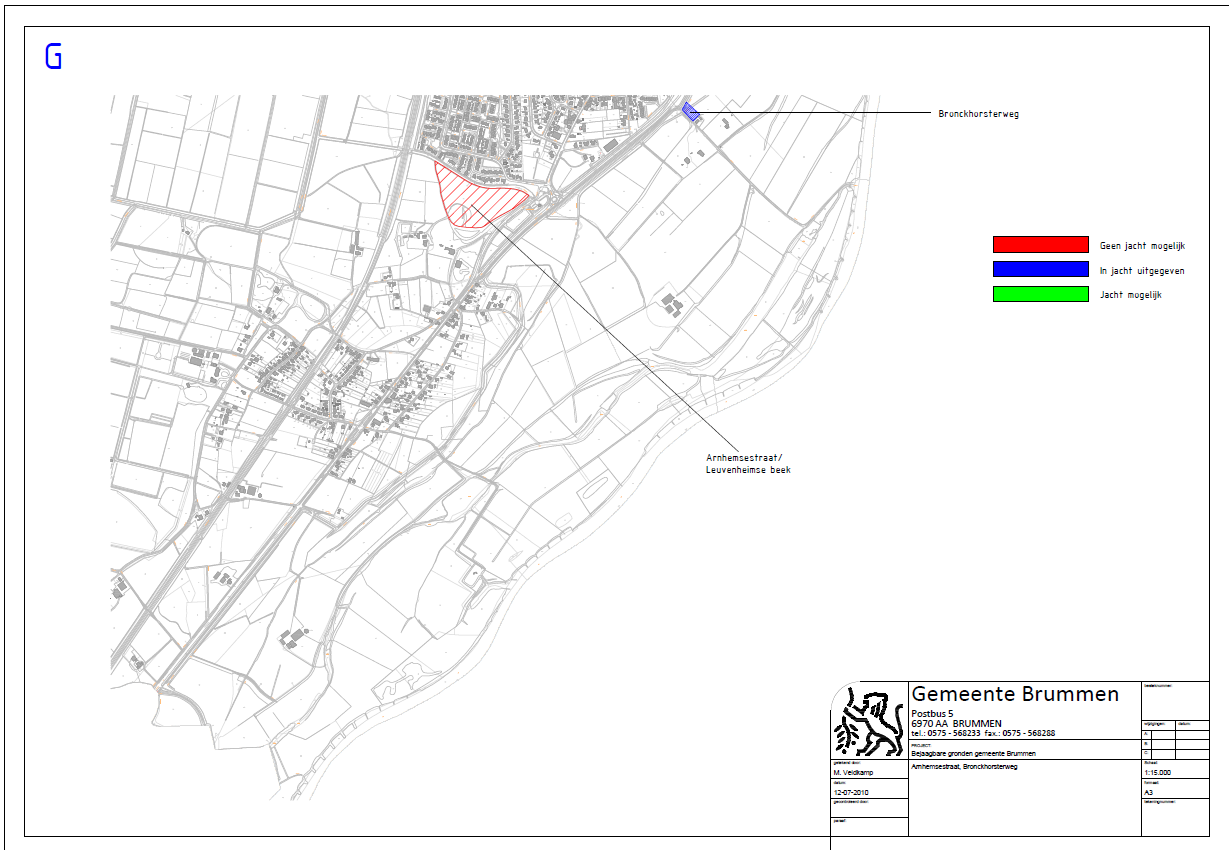 G
Bronckhorsterweg
Geen jacht mogelijk
In jacht uitgegeven
Jacht mogelijk
Arnhemsestraat/
Leuvenheimse beek
Gemeente Brummen
Postbus 5
6970 AA BRUMMEN
tel.: 0575 - 568233 fax.: 0575 - 568288
PROJECT:
Bejaagbare gronden gemeente Brummen
Arnhemsestraat, Bronckhorsterweg
getekend door:
M. Veldkamp
datum:
12-07-2010
gecontroleerd door:
paraaf:
wijzigingen: datum:
A:
B:
C:
Schaal:
1:15.000
formaat:
A3
tekeningnummer: